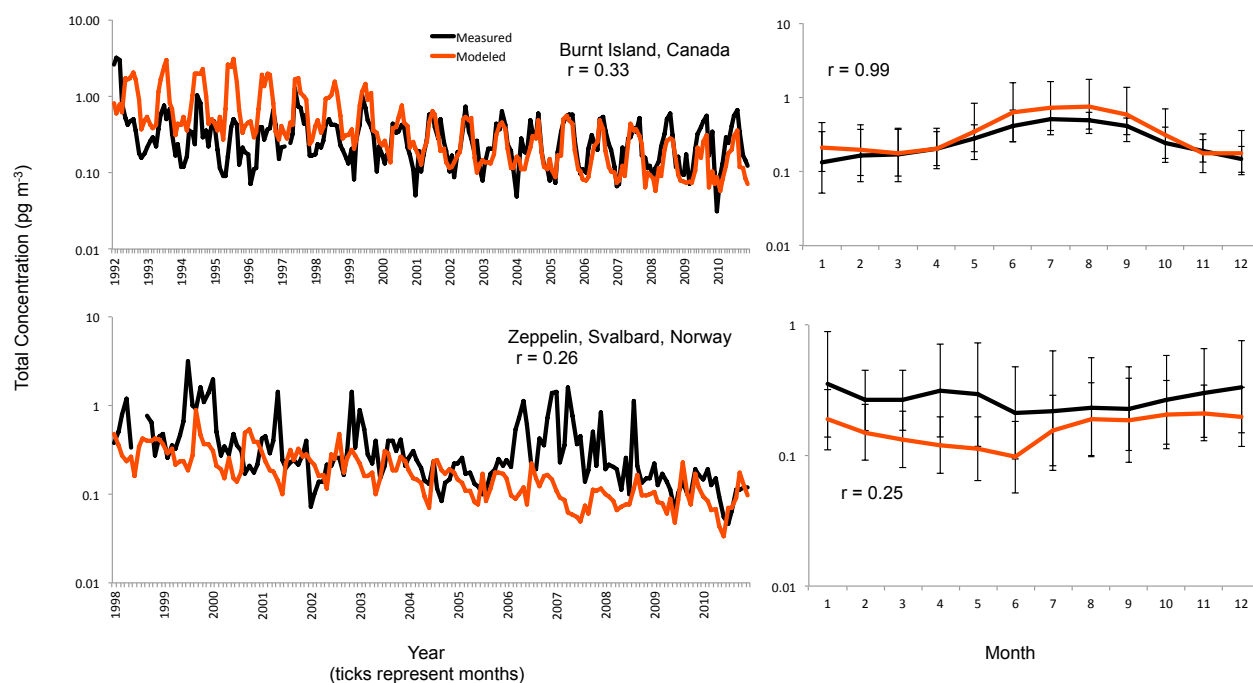 Total Concentration (pg m-3)
10.00
1.00
0.10
0.01
Measured
Modeled
Burnt Island, Canada
r = 0.33
1992 1993 1994 1995 1996 1997 1998 1999 2000 2001 2002 2003 2004 2005 2006 2007 2008 2009 2010
10
1
0.1
0.01
r = 0.99
1 2 3 4 5 6 7 8 9 10 11 12
10
1
0.1
0.01
Zeppelin, Svalbard, Norway
r = 0.26
1998 1999 2000 2001 2002 2003 2004 2005 2006 2007 2008 2009 2010
1
0.1
0.01
r = 0.25
1 2 3 4 5 6 7 8 9 10 11 12
Year
(ticks represent months)
Month